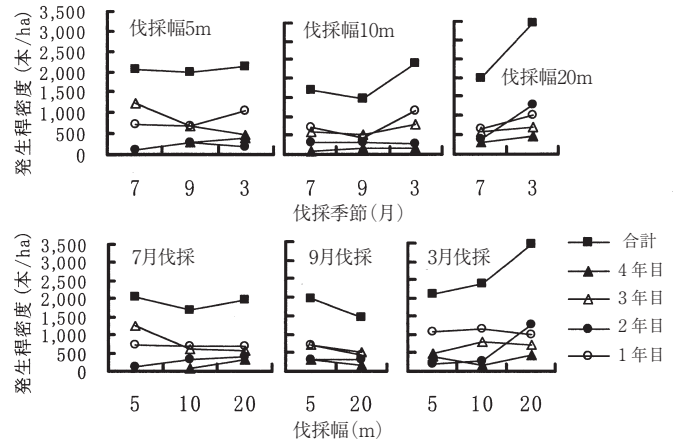 発生稈密度(本/ha)
3,500
3,000
2,500
2,000
1,500
1,000
500
0
伐採幅5m
伐採幅10m
伐採幅20m
7 9 3 7 9 3 7 3
伐採季節(月)
発生稈密度(本/ha)
3,500
3,000
2,500
2,000
1,500
1,000
500
0
7月伐採
9月伐採
3月伐採
5 10 20 5 20 5 10 20
伐採幅(m)
合計
4年目
3年目
2年目
1年目